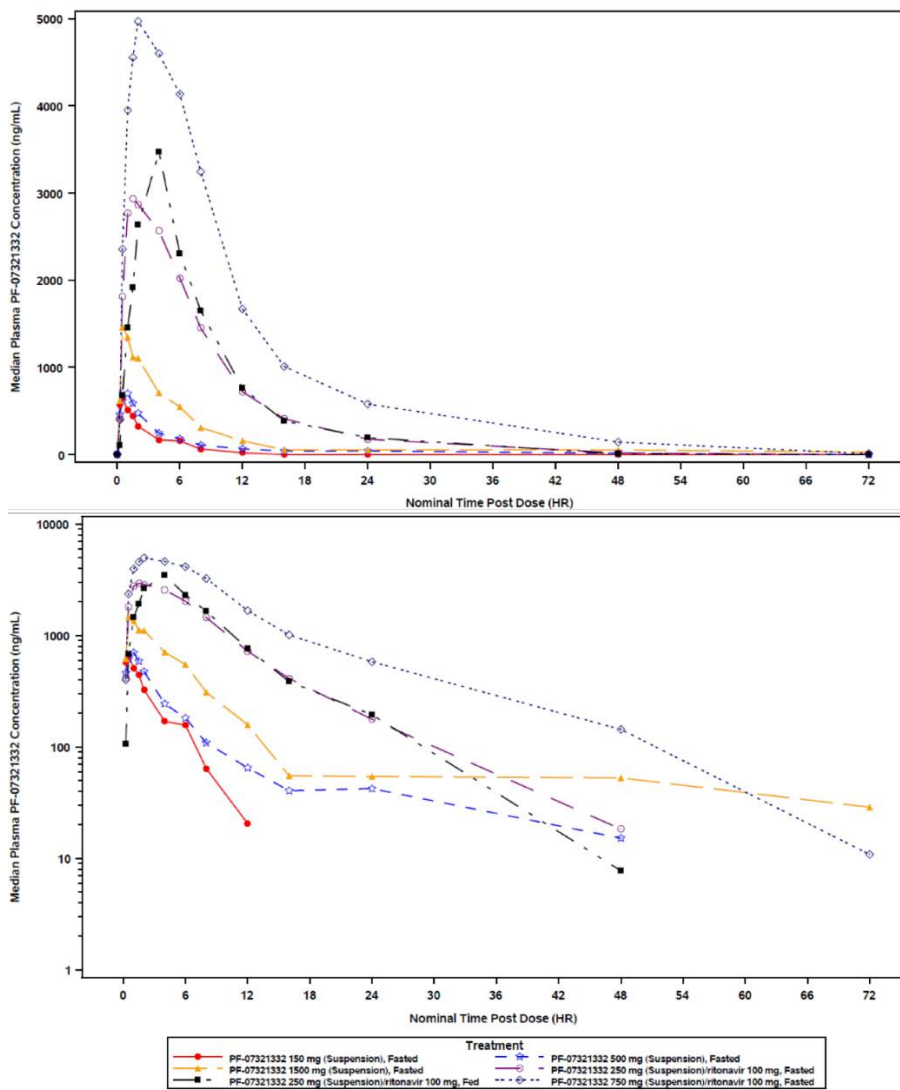 5000
4000
3000
2000
1000
0
Median Plasma PF-07321332 Concentration (ng/mL)
0 6 12 18 24 30 36 42 48 54 60 66 72
Nominal Time Post Dose (HR)
10000
1000
100
10
1
Median Plasma PF-07321332 Concentration (ng/mL)
0 6 12 18 24 30 36 42 48 54 60 66 72
Nominal Time Post Dose (HR)
Treatment
PF-07321332 150 mg (Suspension), Fasted PF-07321332 500 mg (Suspension), Fasted
PF-07321332 1500 mg (Suspension), Fasted PF-07321332 250 mg (Suspension)/ritonavir 100 mg, Fasted
PF-07321332 250 mg (Suspension)/ritonavir 100 mg, Fed PF-07321332 750 mg (Suspension)/ritonavir 100 mg, Fasted